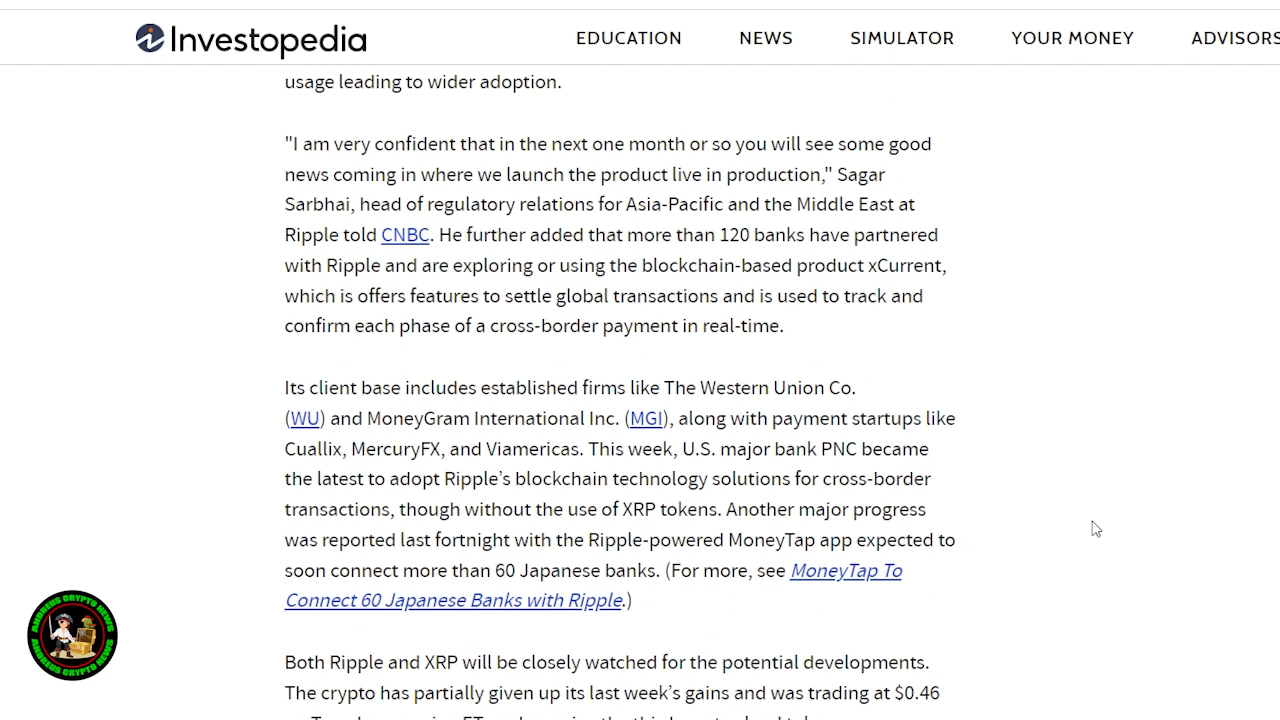 Investopedia
EDUCATION NEWS SIMULATOR YOUR MONEY ADVISORS
usage leading to wider adoption.
"I am very confident that in the next one month or so you will see some good
news coming in where we launch the product live in production," Sagar
Sarbhai, head of regulatory relations for Asia-Pacific and the Middle East at
Ripple told CNBC. He further added that more than 120 banks have partnered
with Ripple and are exploring or using the blockchain-based product xCurrent,
which is offers features to settle global transactions and is used to track and
confirm each phase of a cross-border payment in real-time.
Its client base includes established firms like The Western Union Co.
(WU) and MoneyGram International Inc. (MGI), along with payment startups like
Cuallix, MercuryFX, and Viamericas. This week, U.S. major bank PNC became
the latest to adopt Ripple’s blockchain technology solutions for cross-border
transactions, though without the use of XRP tokens. Another major progress
was reported last fortnight with the Ripple-powered MoneyTap app expected to
soon connect more than 60 Japanese banks. (For more, see MoneyTap To
Connect 60 Japanese Banks with Ripple.)
ANDREUS CRYPTO NEWS
ANDREUS CRYPTO NEWS
Both Ripple and XRP will be closely watched for the potential developments.
The crypto has partially given up its last week’s gains and was trading at $0.46